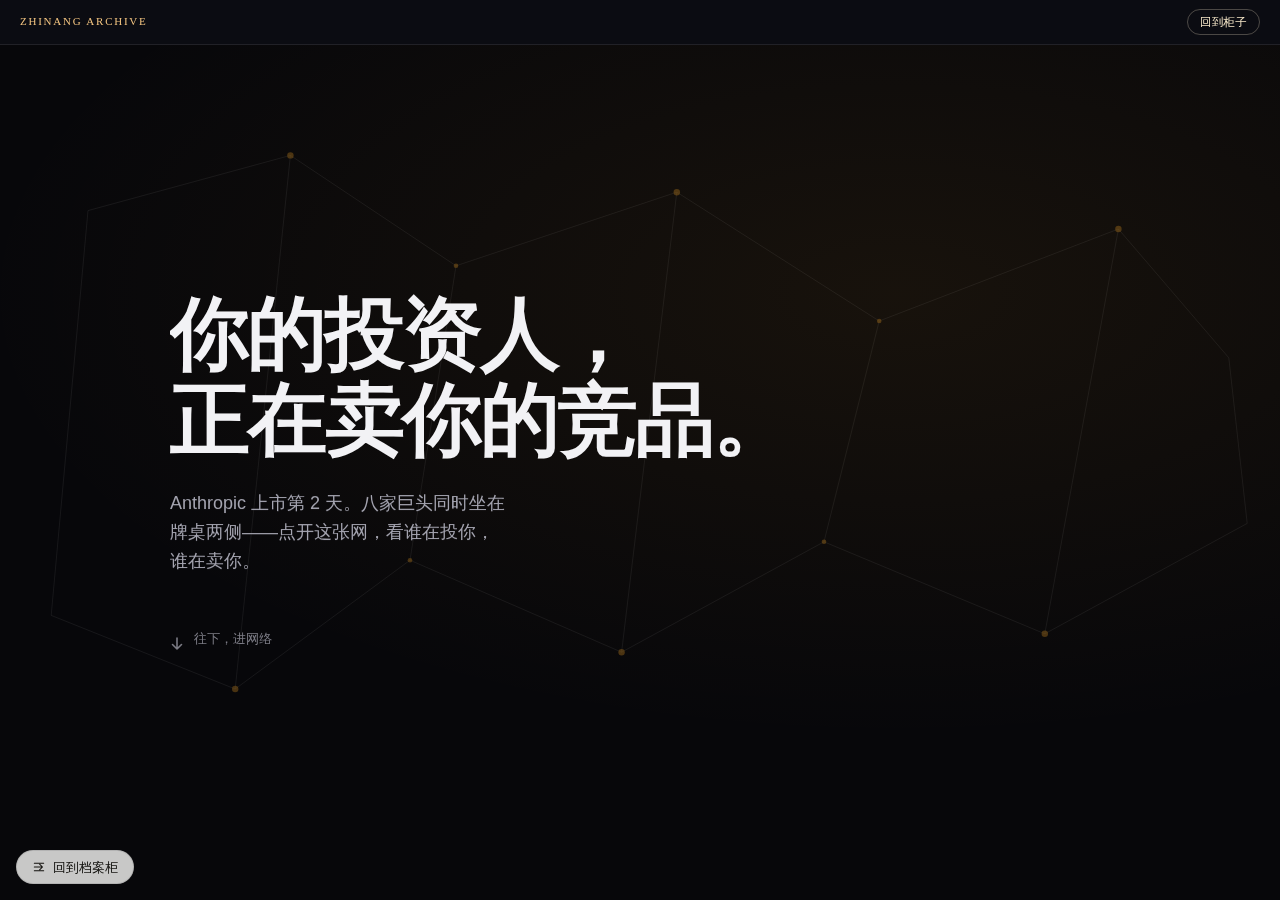 ZHINANG ARCHIVE
回到柜子
你的投资人，
正在卖你的竞品。
Anthropic 上市第 2 天。八家巨头同时坐在
牌桌两侧——点开这张网，看谁在投你，
谁在卖你。
往下，进网络
回到档案柜